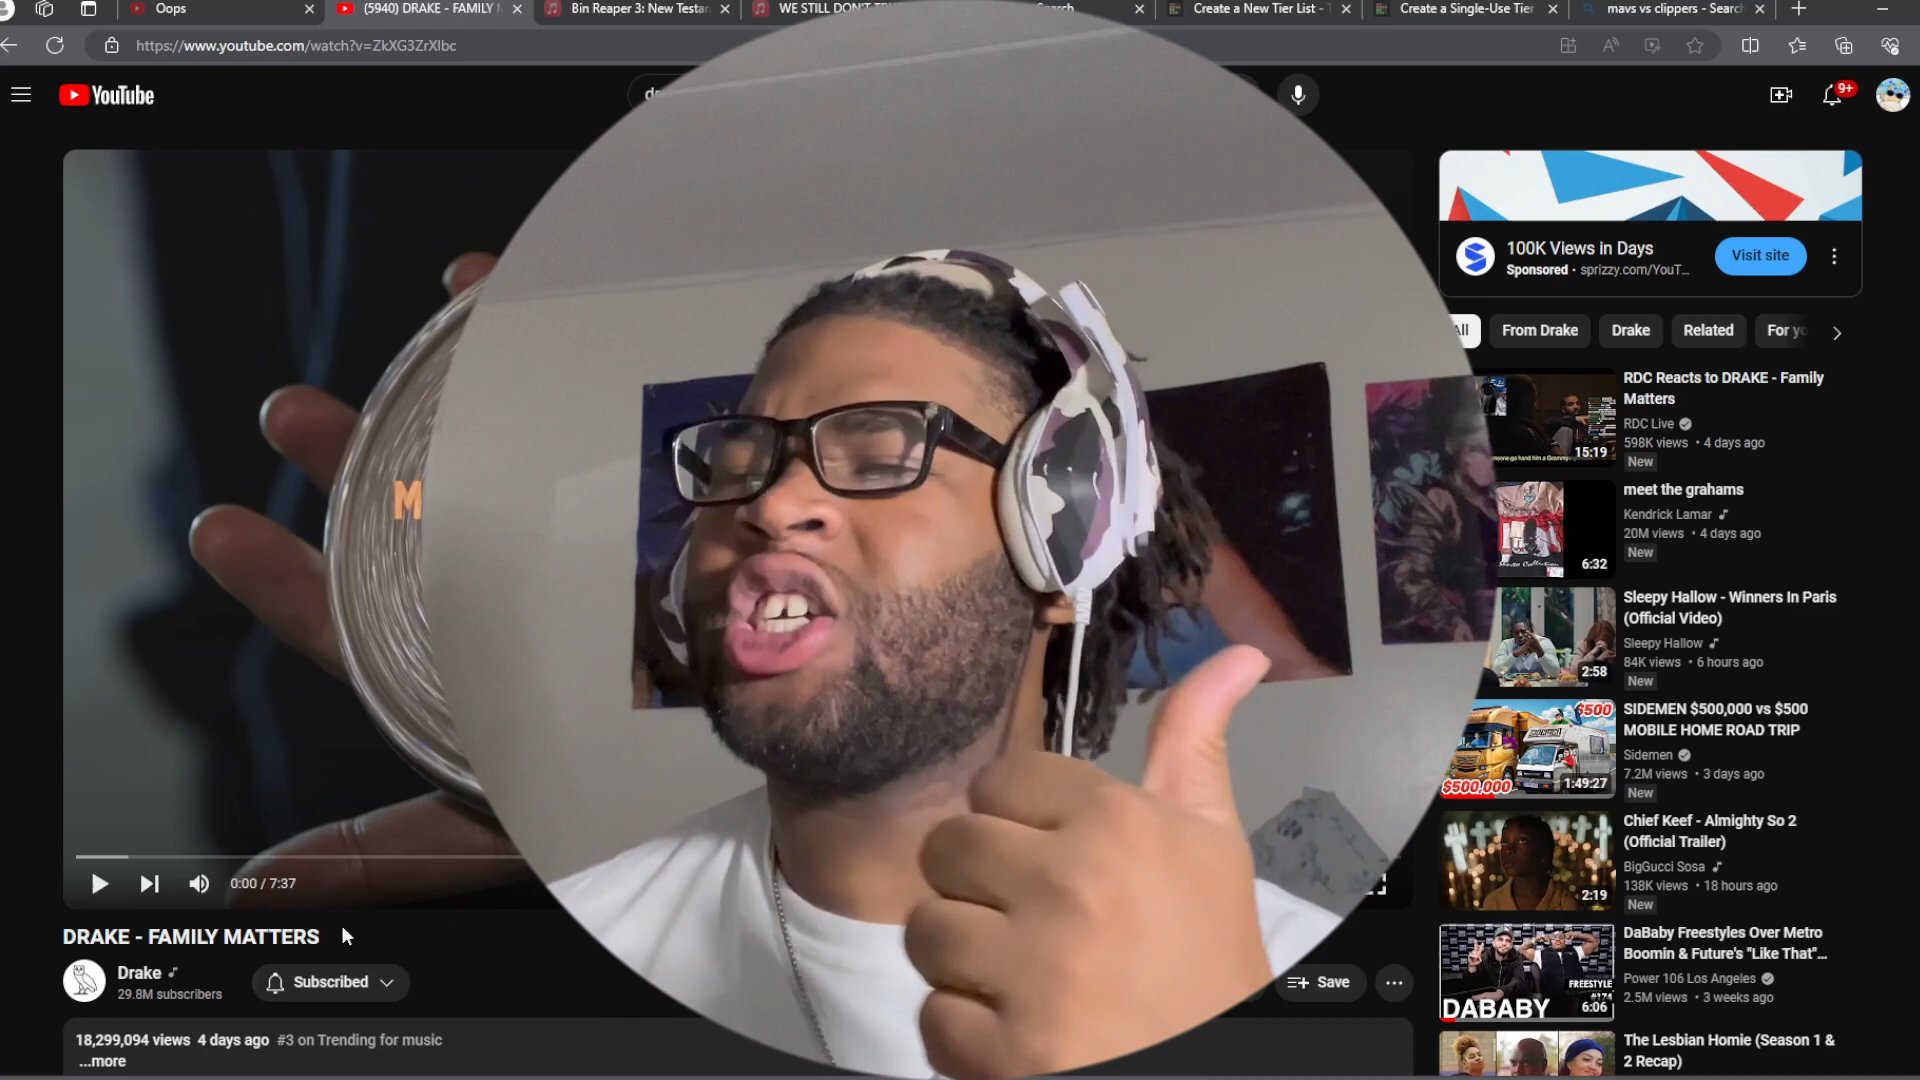 Oops
(5940) DRAKE - FAMILY M
Bin Reaper 3: New Testan
WE STILL DON'T
Search
Create a New Tier List -
Create a Single-Use Tier
mavs vs clippers - Search
https://www.youtube.com/watch?v=ZkXG3ZrXlbc
YouTube
dr
9+
M
0:00 / 7:37
DRAKE - FAMILY MATTERS
Drake
29.8M subscribers
Subscribed
Save
18,299,094 views 4 days ago #3 on Trending for music
...more
100K Views in Days
Sponsored · sprizzy.com/YouT...
Visit site
All
From Drake
Drake
Related
For yo
RDC Reacts to DRAKE - Family
Matters
RDC Live
598K views • 4 days ago
New
15:19
meet the grahams
Kendrick Lamar
20M views • 4 days ago
New
6:32
Sleepy Hallow - Winners In Paris
(Official Video)
Sleepy Hallow
84K views • 6 hours ago
New
2:58
SIDEMEN $500,000 vs $500
MOBILE HOME ROAD TRIP
Sidemen
7.2M views • 3 days ago
New
$500
$500,000
1:49:27
Chief Keef - Almighty So 2
(Official Trailer)
BigGucci Sosa
138K views • 18 hours ago
New
2:19
DaBaby Freestyles Over Metro
Boomin & Future's "Like That"...
Power 106 Los Angeles
2.5M views • 3 weeks ago
FREESTYLE
#174
DABABY
6:06
The Lesbian Homie (Season 1 &
2 Recap)